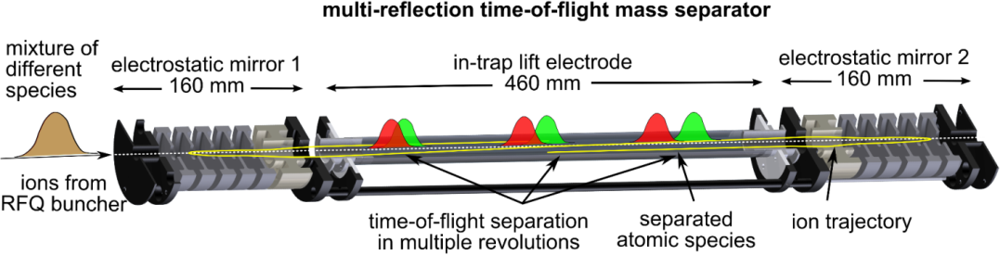 multi-reflection time-of-flight mass separator
mixture of
different
species
electrostatic mirror 1
160 mm
in-trap lift electrode
460 mm
electrostatic mirror 2
160 mm
ions from
RFQ buncher
time-of-flight separation
in multiple revolutions
separated
atomic species
ion trajectory